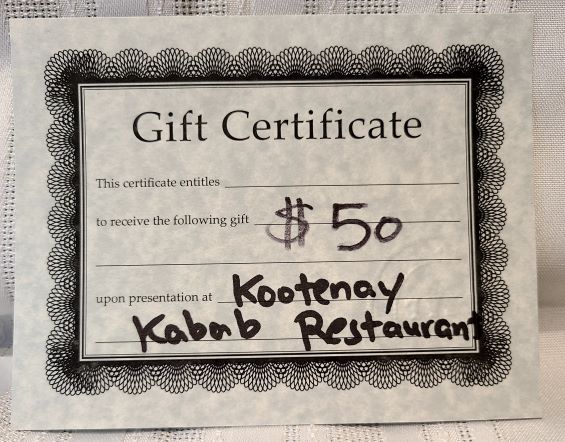 Gift Certificate
This certificate entitles
to receive the following gift $50
upon presentation at Kootenay
Kabab Restaurant